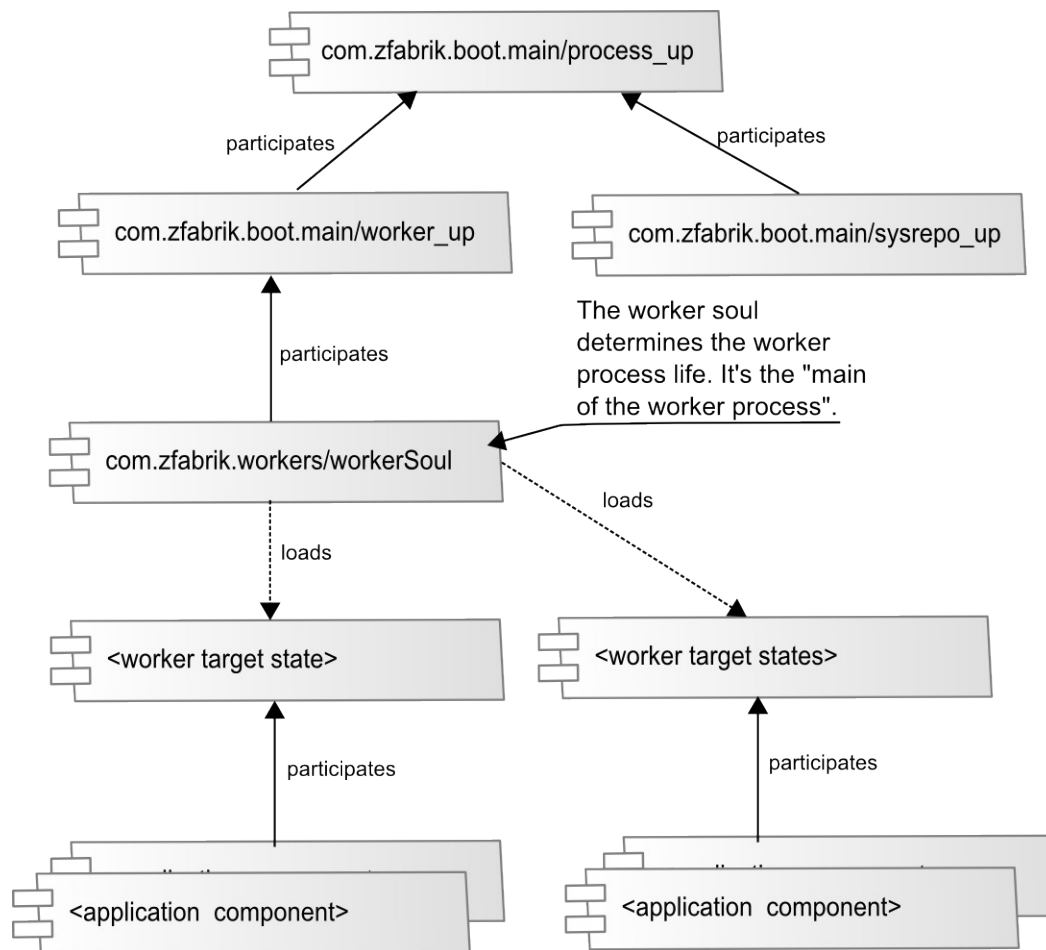 com.zfabrik.boot.main/process_up
participates
participates
com.zfabrik.boot.main/worker_up
com.zfabrik.boot.main/sysrepo_up
The worker soul
determines the worker
process life. It's the "main
of the worker process".
participates
com.zfabrik.workers/workerSoul
loads
loads
<worker target state>
<worker target states>
participates
participates
<application  component>
<application  component>